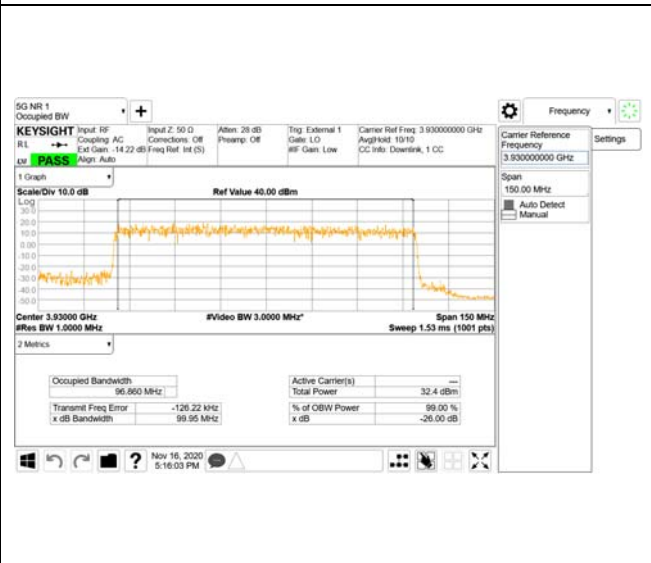 5G NR 1
Occupied BW
Frequency
KEYSIGHT
Input: RF
Input Z: 50 Ω
Atten: 28 dB
Trig: External 1
Carrier Ref Freq: 3.930000000 GHz
RL
Coupling: AC
Corrections: Off
Preamp: Off
Gate: LO
Avg|Hold: 10/10
Ext Gain: -14.22 dB
Freq Ref: Int (S)
#IF Gain: Low
CC Info: Downlink, 1 CC
PASS
Align: Auto
Carrier Reference
Frequency
3.930000000 GHz
Settings
Span
150.00 MHz
Auto Detect
Manual
1 Graph
Scale/Div 10.0 dB
Ref Value 40.00 dBm
Log
30.0
20.0
10.0
0.00
-10.0
-20.0
-30.0
-40.0
-50.0
Center 3.93000 GHz
#Video BW 3.0000 MHz*
Span 150 MHz
#Res BW 1.0000 MHz
Sweep 1.53 ms (1001 pts)
2 Metrics
Occupied Bandwidth
96.860 MHz
Active Carrier(s)
---
Total Power
32.4 dBm
Transmit Freq Error
-126.22 kHz
% of OBW Power
99.00 %
x dB Bandwidth
99.95 MHz
x dB
-26.00 dB
?
Nov 16, 2020
5:16:03 PM